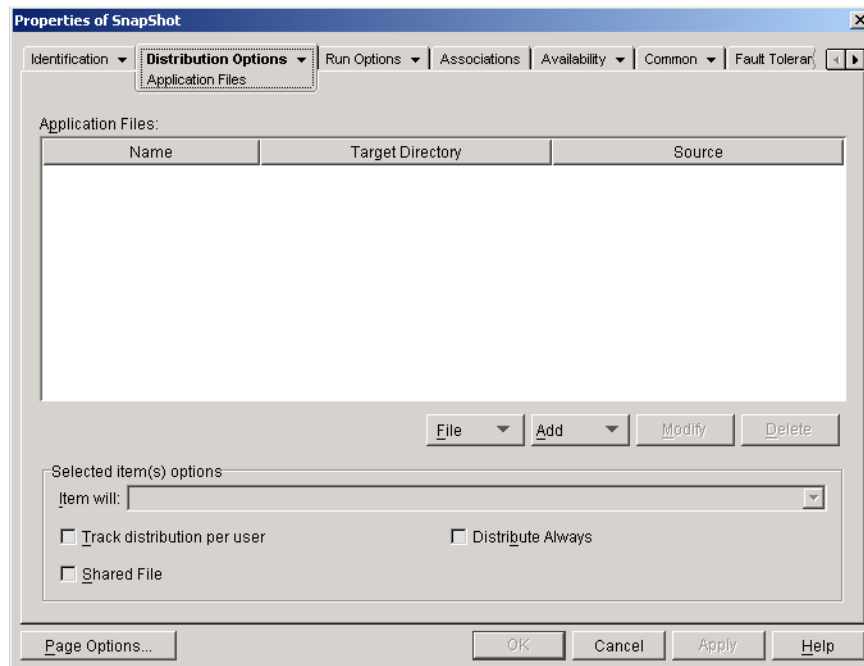 Properties of SnapShot
Identification Distribution Options Run Options Associations Availability Common Fault Toleran
Application Files
Application Files:
Name Target Directory Source
File Add Modify Delete
Selected item(s) options
Item will:
Track distribution per user Distribute Always
Shared File
Page Options... OK Cancel Apply Help